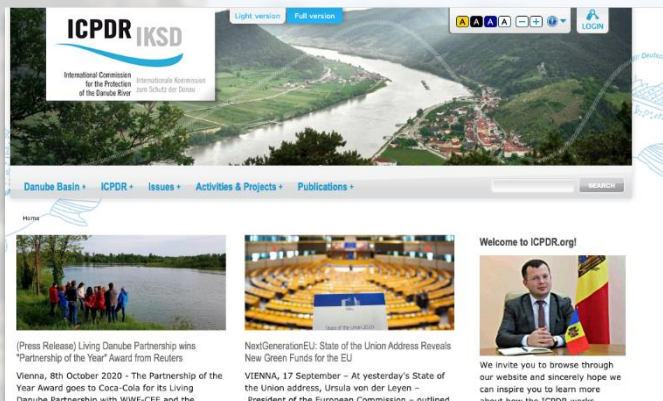 ICPDR IKSD
International Commission
for the Protection
of the Danube River
Internationale Kommission
zum Schutz der Donau
Light version
Full version
A A A A
LOGIN
Danube Basin +
ICPDR +
Issues +
Activities & Projects +
Publications +
SEARCH
Home
(Press Release) Living Danube Partnership wins
"Partnership of the Year" Award from Reuters
Vienna, 8th October 2020 - The Partnership of the
Year Award goes to Coca-Cola for its Living
Danube Partnership with WWF-CEE and the
State of the Union 2020
NextGenerationEU: State of the Union Address Reveals
New Green Funds for the EU
VIENNA, 17 September – At yesterday's State of
the Union address, Ursula von der Leyen –
President of the European Commission – outlined
Welcome to ICPDR.org!
We invite you to browse through
our website and sincerely hope we
can inspire you to learn more
about how the ICPDR works